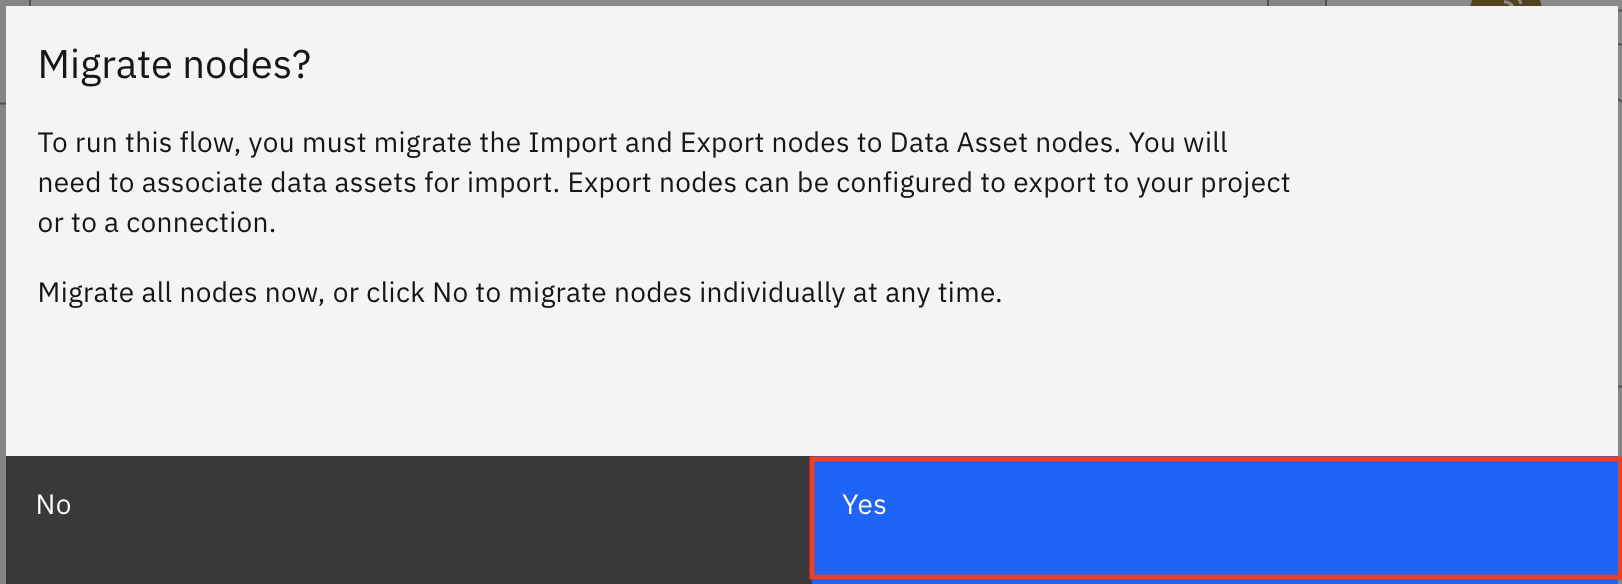 Migrate nodes?
To run this flow, you must migrate the Import and Export nodes to Data Asset nodes. You will
need to associate data assets for import. Export nodes can be configured to export to your project
or to a connection.
Migrate all nodes now, or click No to migrate nodes individually at any time.
No
Yes